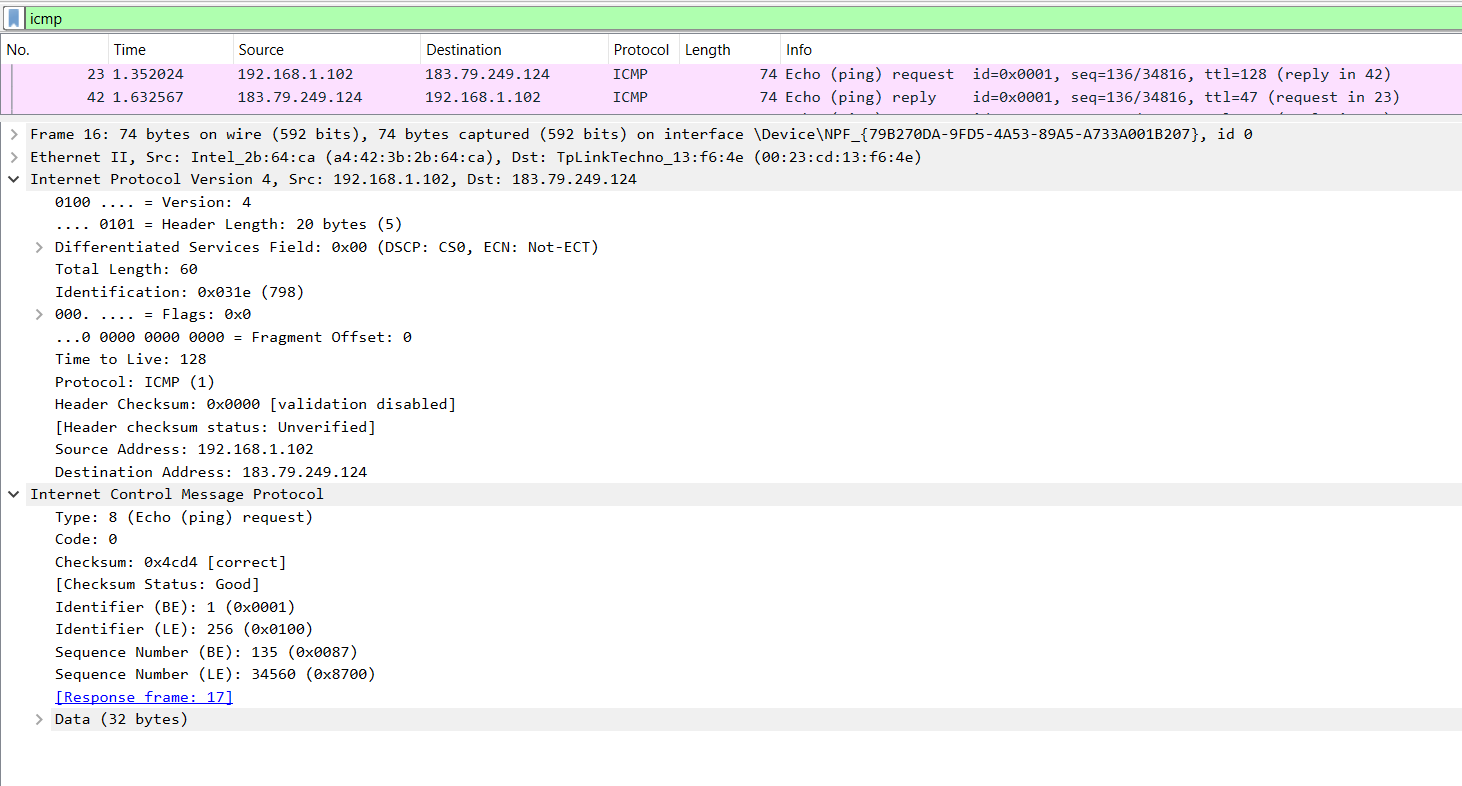 icmp
No. Time Source Destination Protocol Length Info
23 1.352024 192.168.1.102 183.79.249.124 ICMP 74 Echo (ping) request id=0x0001, seq=136/34816, ttl=128 (reply in 42)
42 1.632567 183.79.249.124 192.168.1.102 ICMP 74 Echo (ping) reply id=0x0001, seq=136/34816, ttl=47 (request in 23)
Frame 16: 74 bytes on wire (592 bits), 74 bytes captured (592 bits) on interface \Device\NPF_{79B270DA-9FD5-4A53-89A5-A733A001B207}, id 0
Ethernet II, Src: Intel_2b:64:ca (a4:42:3b:2b:64:ca), Dst: TpLinkTechno_13:f6:4e (00:23:cd:13:f6:4e)
Internet Protocol Version 4, Src: 192.168.1.102, Dst: 183.79.249.124
0100 .... = Version: 4
.... 0101 = Header Length: 20 bytes (5)
Differentiated Services Field: 0x00 (DSCP: CS0, ECN: Not-ECT)
Total Length: 60
Identification: 0x031e (798)
000. .... = Flags: 0x0
...0 0000 0000 0000 = Fragment Offset: 0
Time to Live: 128
Protocol: ICMP (1)
Header Checksum: 0x0000 [validation disabled]
[Header checksum status: Unverified]
Source Address: 192.168.1.102
Destination Address: 183.79.249.124
Internet Control Message Protocol
Type: 8 (Echo (ping) request)
Code: 0
Checksum: 0x4cd4 [correct]
[Checksum Status: Good]
Identifier (BE): 1 (0x0001)
Identifier (LE): 256 (0x0100)
Sequence Number (BE): 135 (0x0087)
Sequence Number (LE): 34560 (0x8700)
[Response frame: 17]
Data (32 bytes)